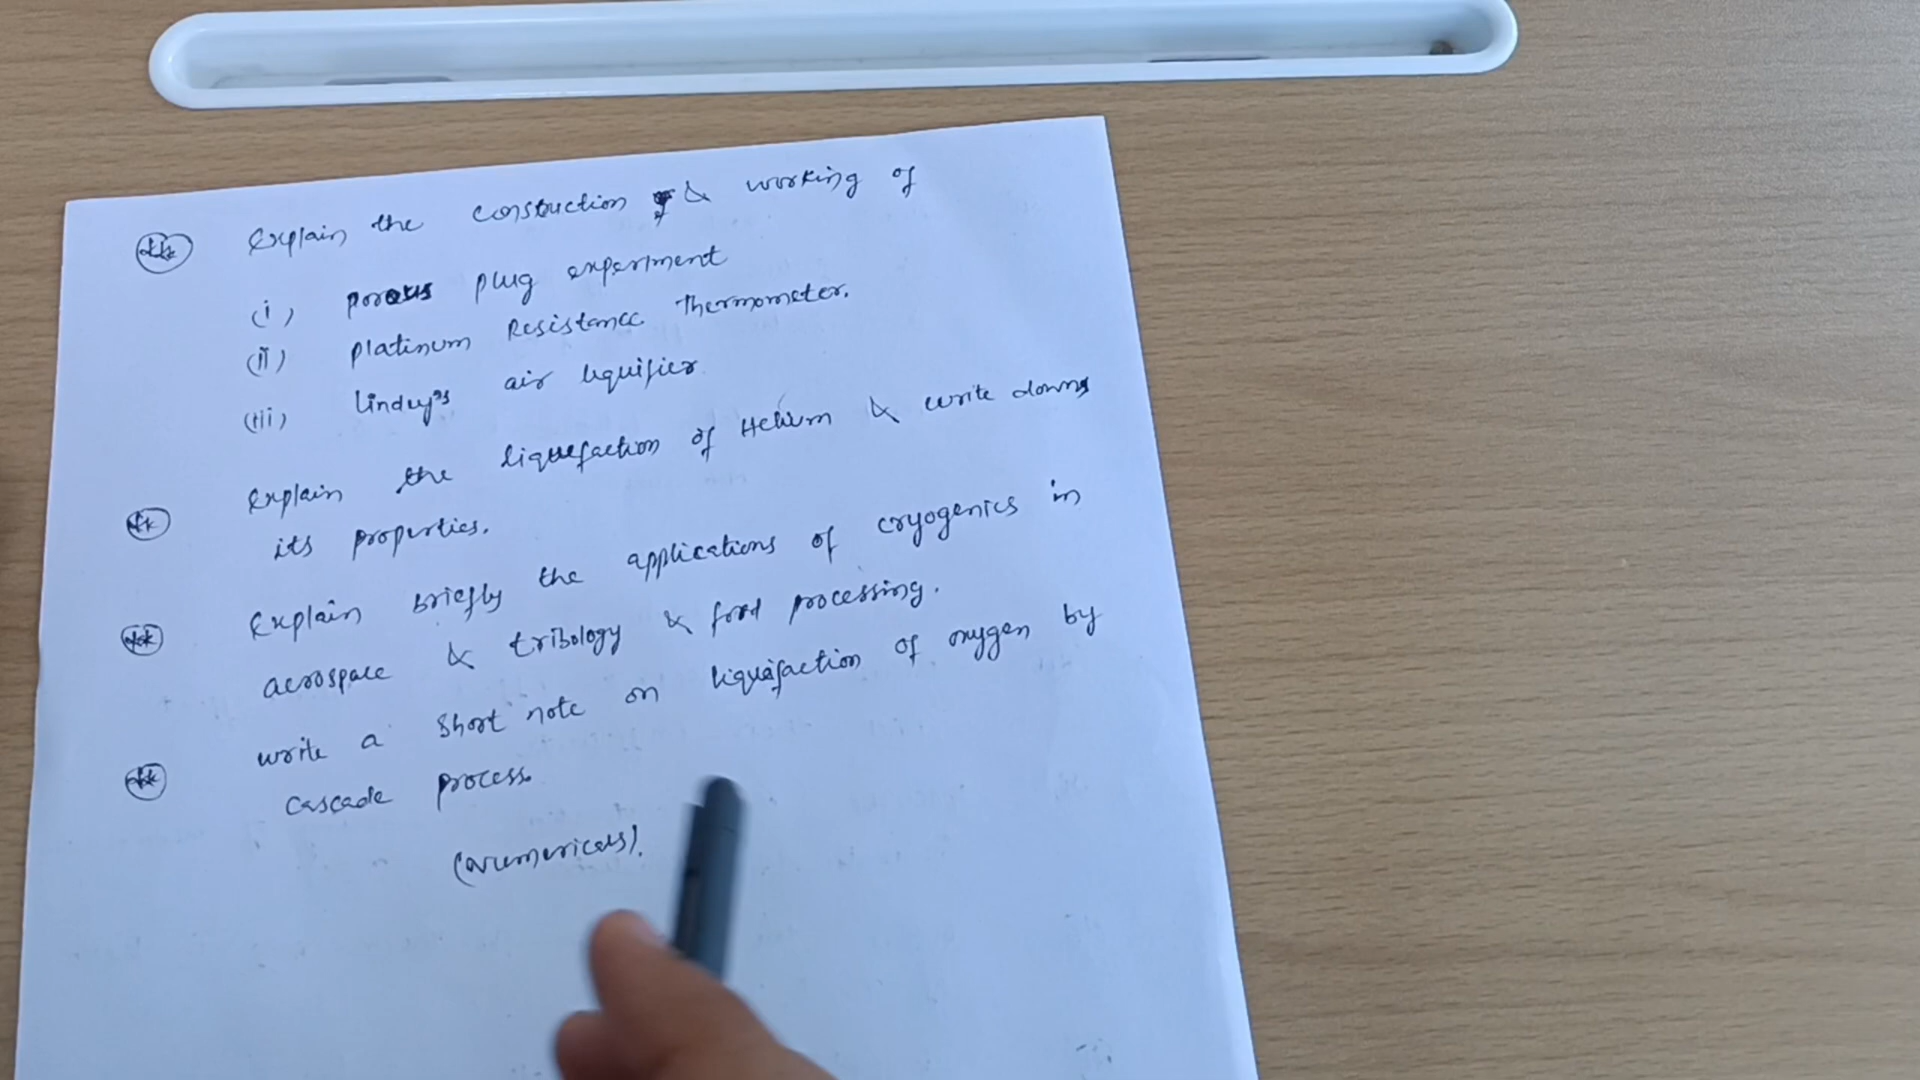 Explain the constuction & working of
(i) porous plug experiment
(ii) platinum Resistance Thermometer.
(iii) Lindey's air liquifier
Explain the liquefaction of Helium & write down
its properties.
Explain briefly the applications of cryogenics in
aerospace & tribology & food processing.
write a short note on liquefaction of oxygen by
cascade process.
(Numericals).